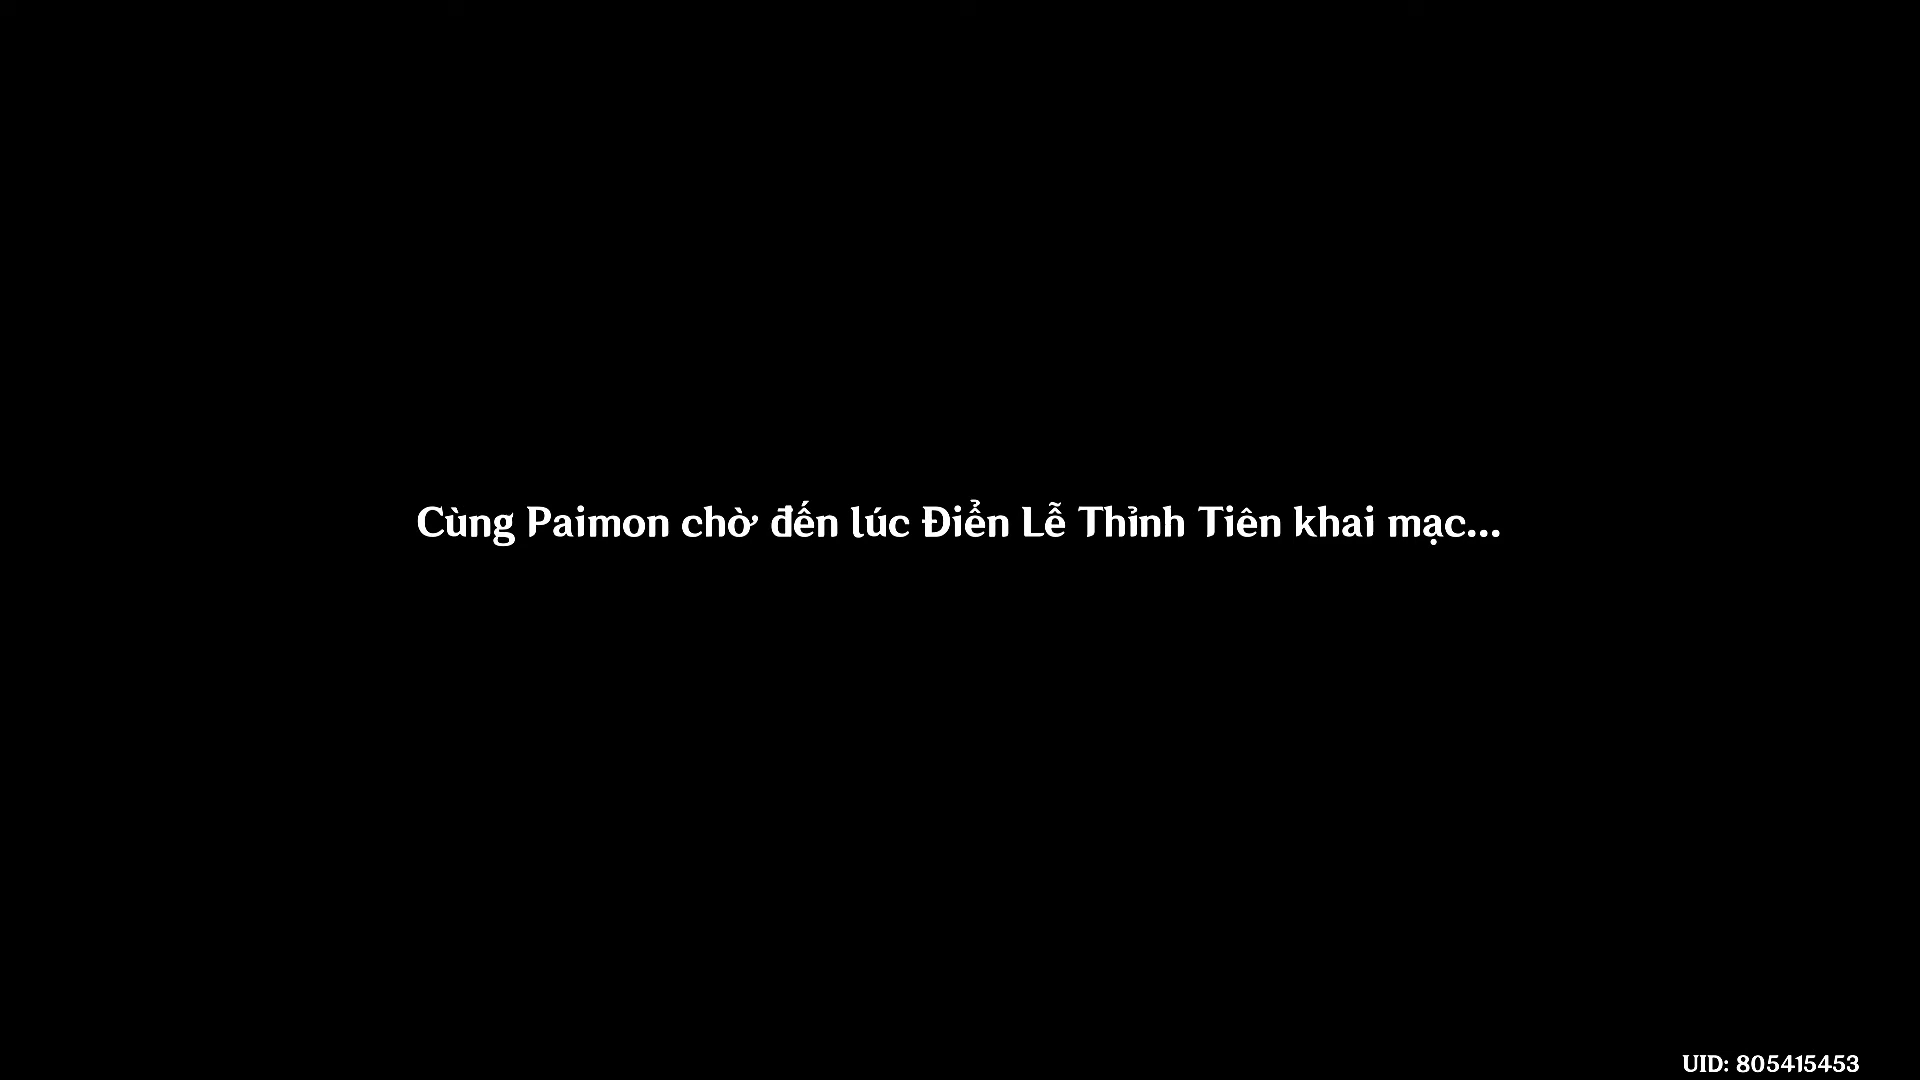 Cùng Paimon chờ đến lúc Điển Lễ Thỉnh Tiên khai mạc...
UID: 805415453